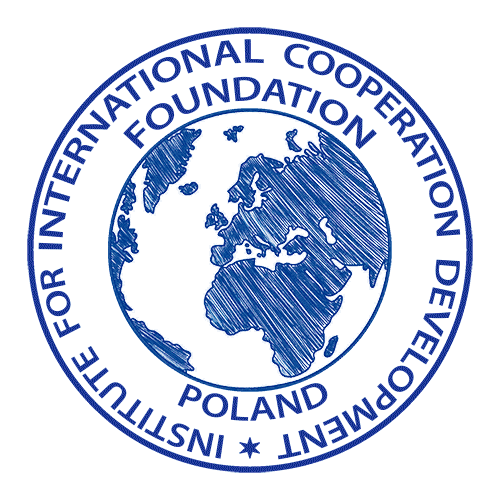 INSTITUTE FOR INTERNATIONAL COOPERATION DEVELOPMENT
FOUNDATION
POLAND